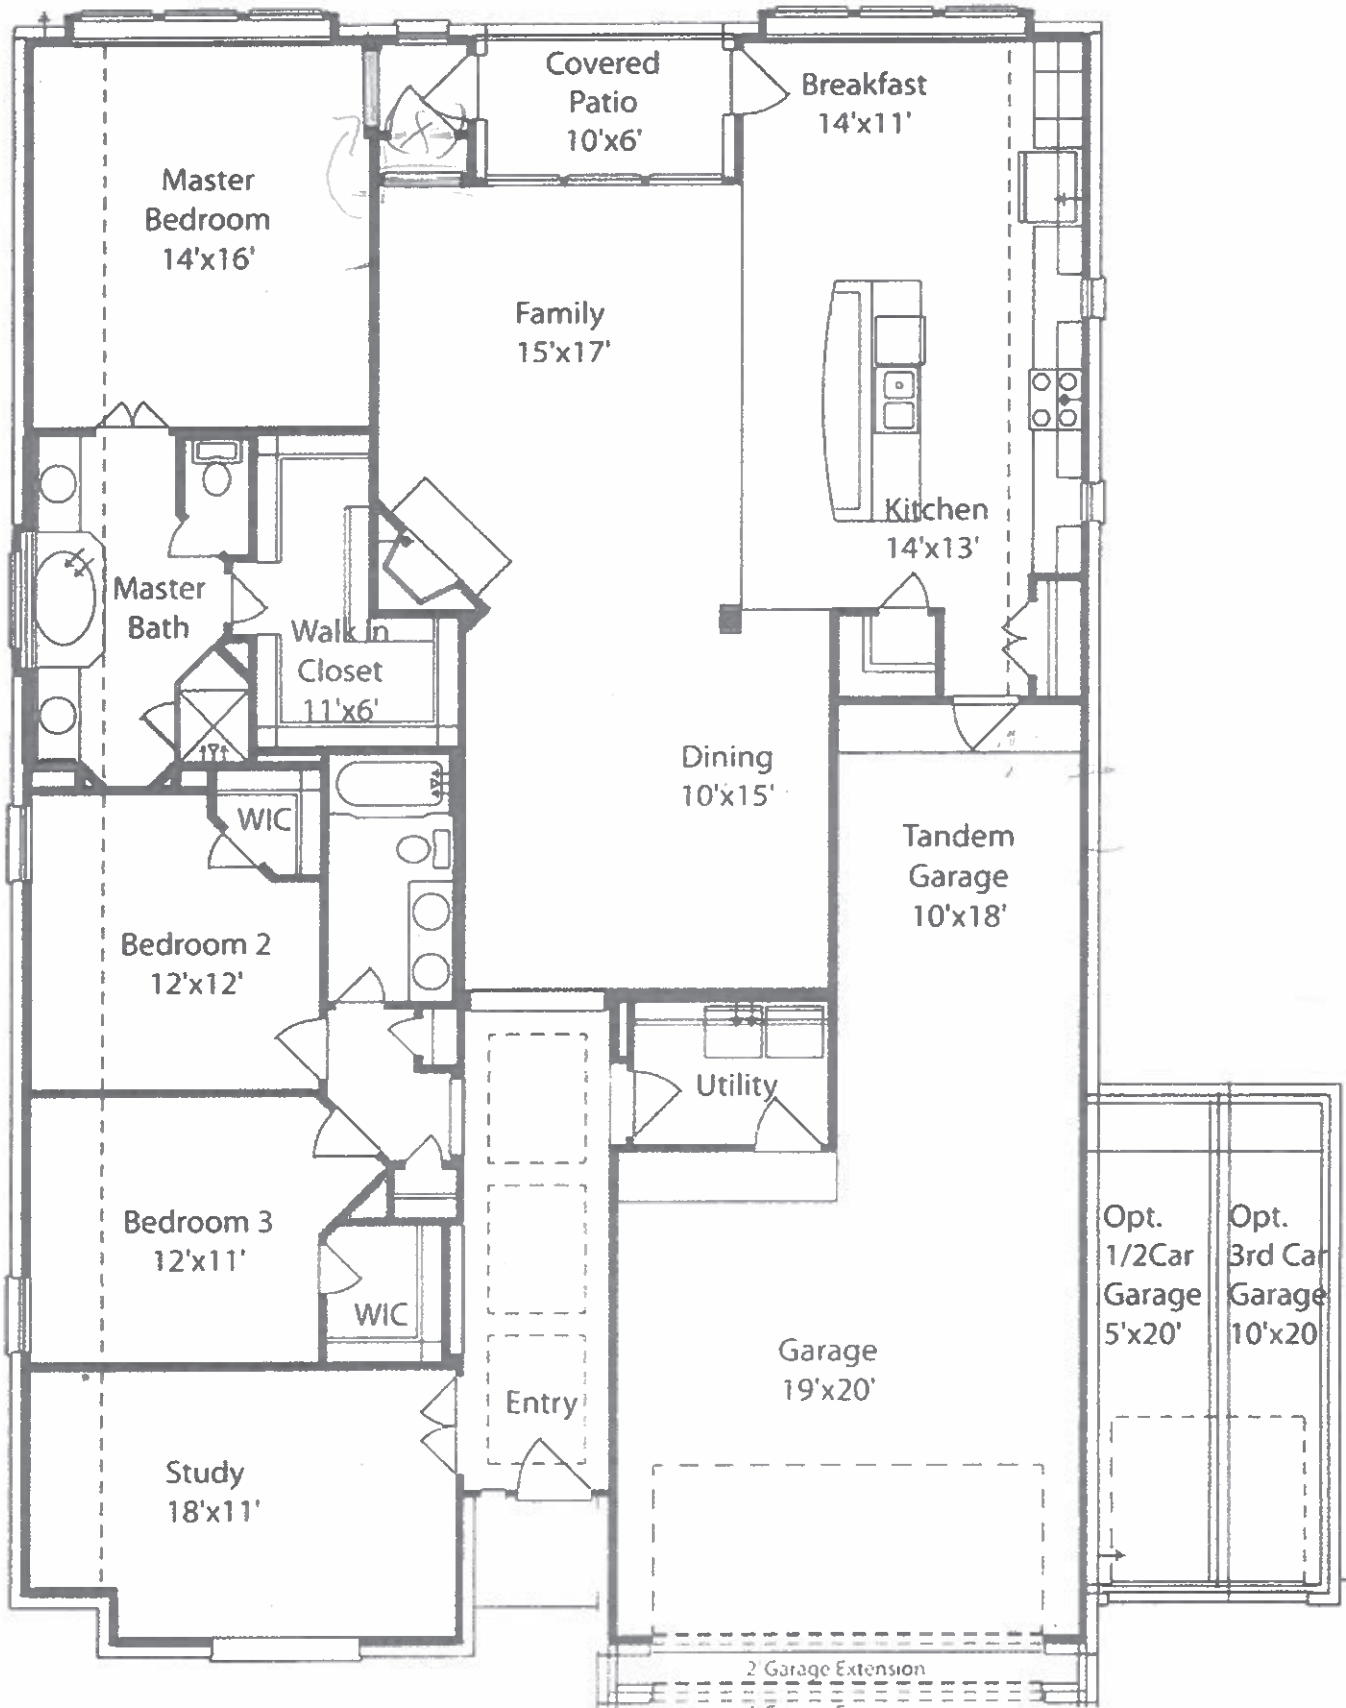 Covered
Patio
10'x6'
Breakfast
14'x11'
Master
Bedroom
14'x16'
Family
15'x17'
Kitchen
14'x13'
Master
Bath
Walk in
Closet
11'x6'
Dining
10'x15'
WIC
Tandem
Garage
10'x18'
Bedroom 2
12'x12'
Utility
Bedroom 3
12'x11'
WIC
Opt.
1/2Car
Garage
5'x20'
Opt.
3rd Car
Garage
10'x20
Garage
19'x20'
Entry
Study
18'x11'
2' Garage Extension